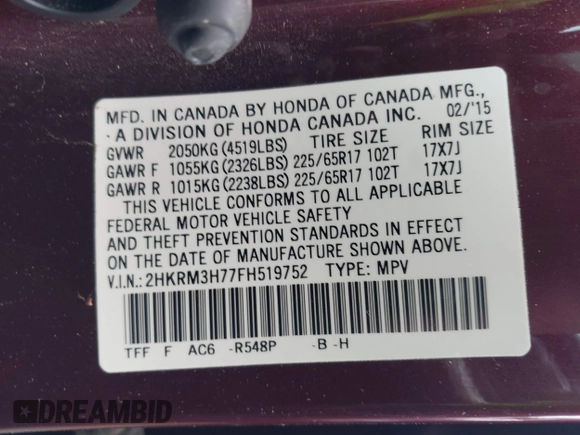 MFD. IN CANADA BY HONDA OF CANADA MFG.,
A DIVISION OF HONDA CANADA INC. 02/'15
GVWR 2050KG(4519LBS) TIRE SIZE RIM SIZE
GAWR F 1055KG(2326LBS) 225/65R17 102T 17X7J
GAWR R 1015KG(2238LBS) 225/65R17 102T 17X7J
THIS VEHICLE CONFORMS TO ALL APPLICABLE
FEDERAL MOTOR VEHICLE SAFETY
AND THEFT PREVENTION STANDARDS IN EFFECT
ON THE DATE OF MANUFACTURE SHOWN ABOVE.
V.I.N.: 2HKRM3H77FH519752 TYPE: MPV
TFF F AC6 -R548P -B -H
DREAMBID